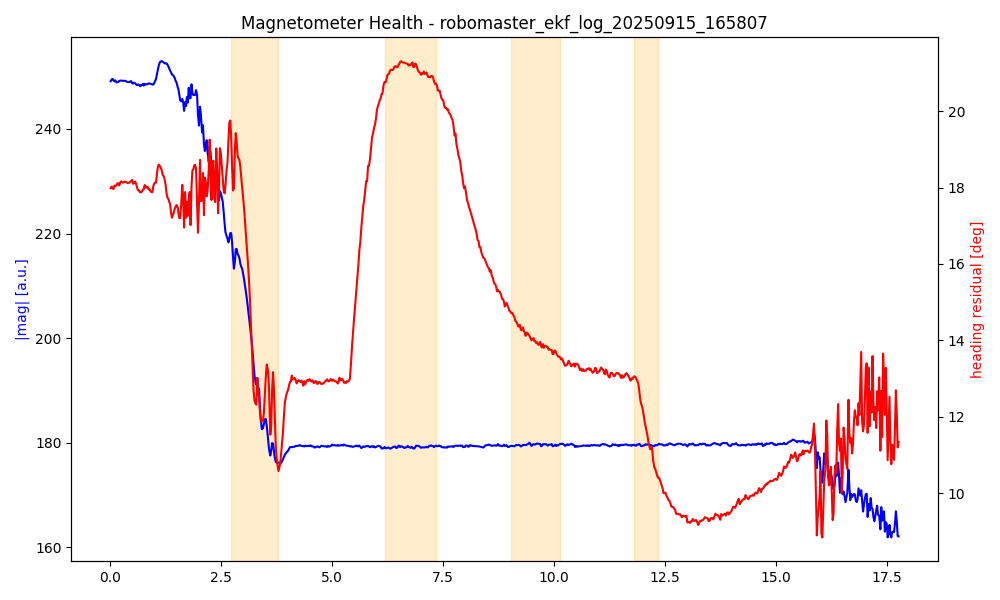 Magnetometer Health - robomaster_ekf_log_20250915_165807
|mag| [a.u.]
240
220
200
180
160
20
18
16
14
12
10
heading residual [deg]
0.0 2.5 5.0 7.5 10.0 12.5 15.0 17.5